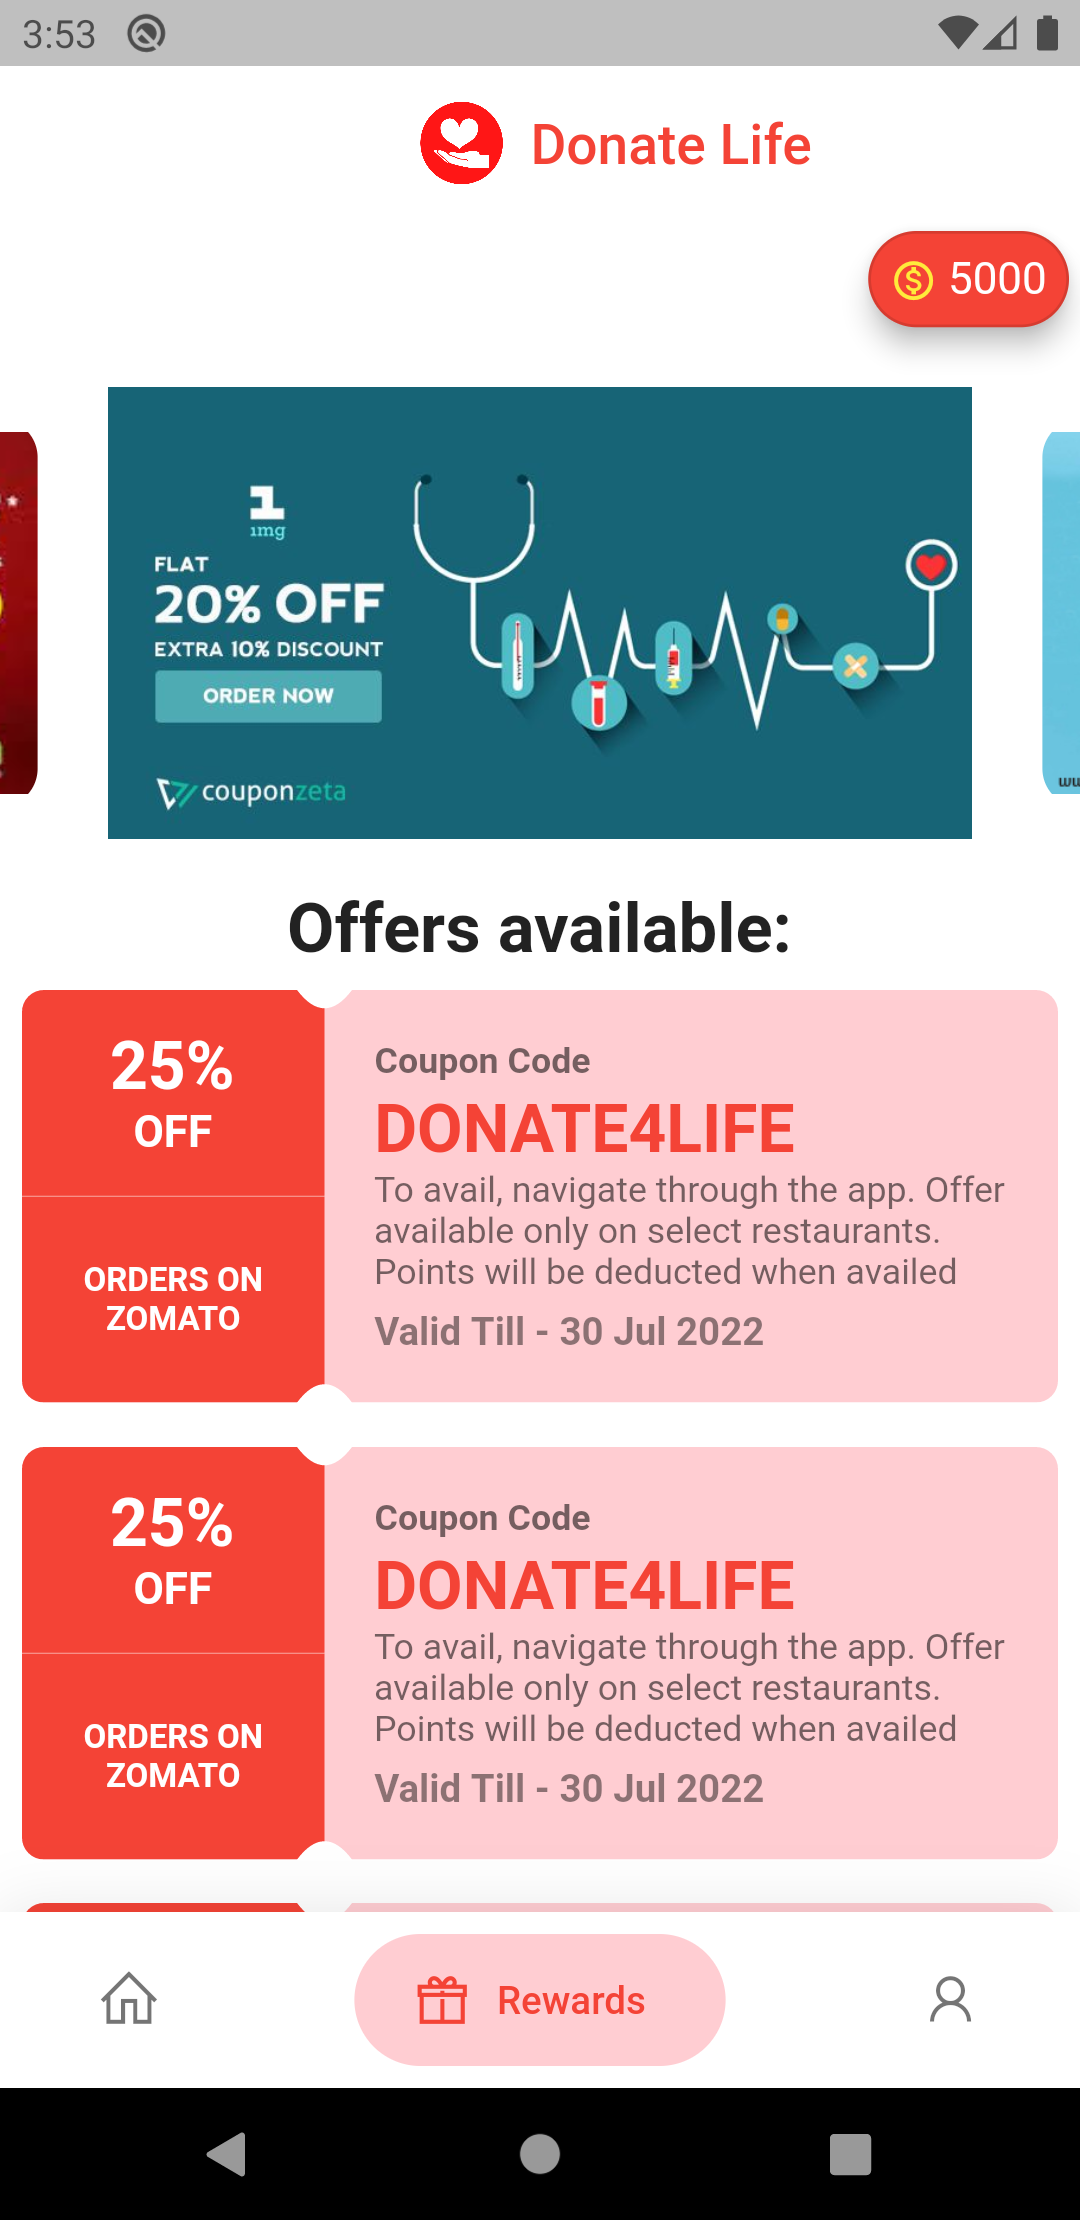 3:53
Donate Life
5000
1
1mg
FLAT
20% OFF
EXTRA 10% DISCOUNT
ORDER NOW
couponzeta
wu
Offers available:
25%
OFF
ORDERS ON
ZOMATO
Coupon Code
DONATE4LIFE
To avail, navigate through the app. Offer
available only on select restaurants.
Points will be deducted when availed
Valid Till - 30 Jul 2022
25%
OFF
ORDERS ON
ZOMATO
Coupon Code
DONATE4LIFE
To avail, navigate through the app. Offer
available only on select restaurants.
Points will be deducted when availed
Valid Till - 30 Jul 2022
Rewards